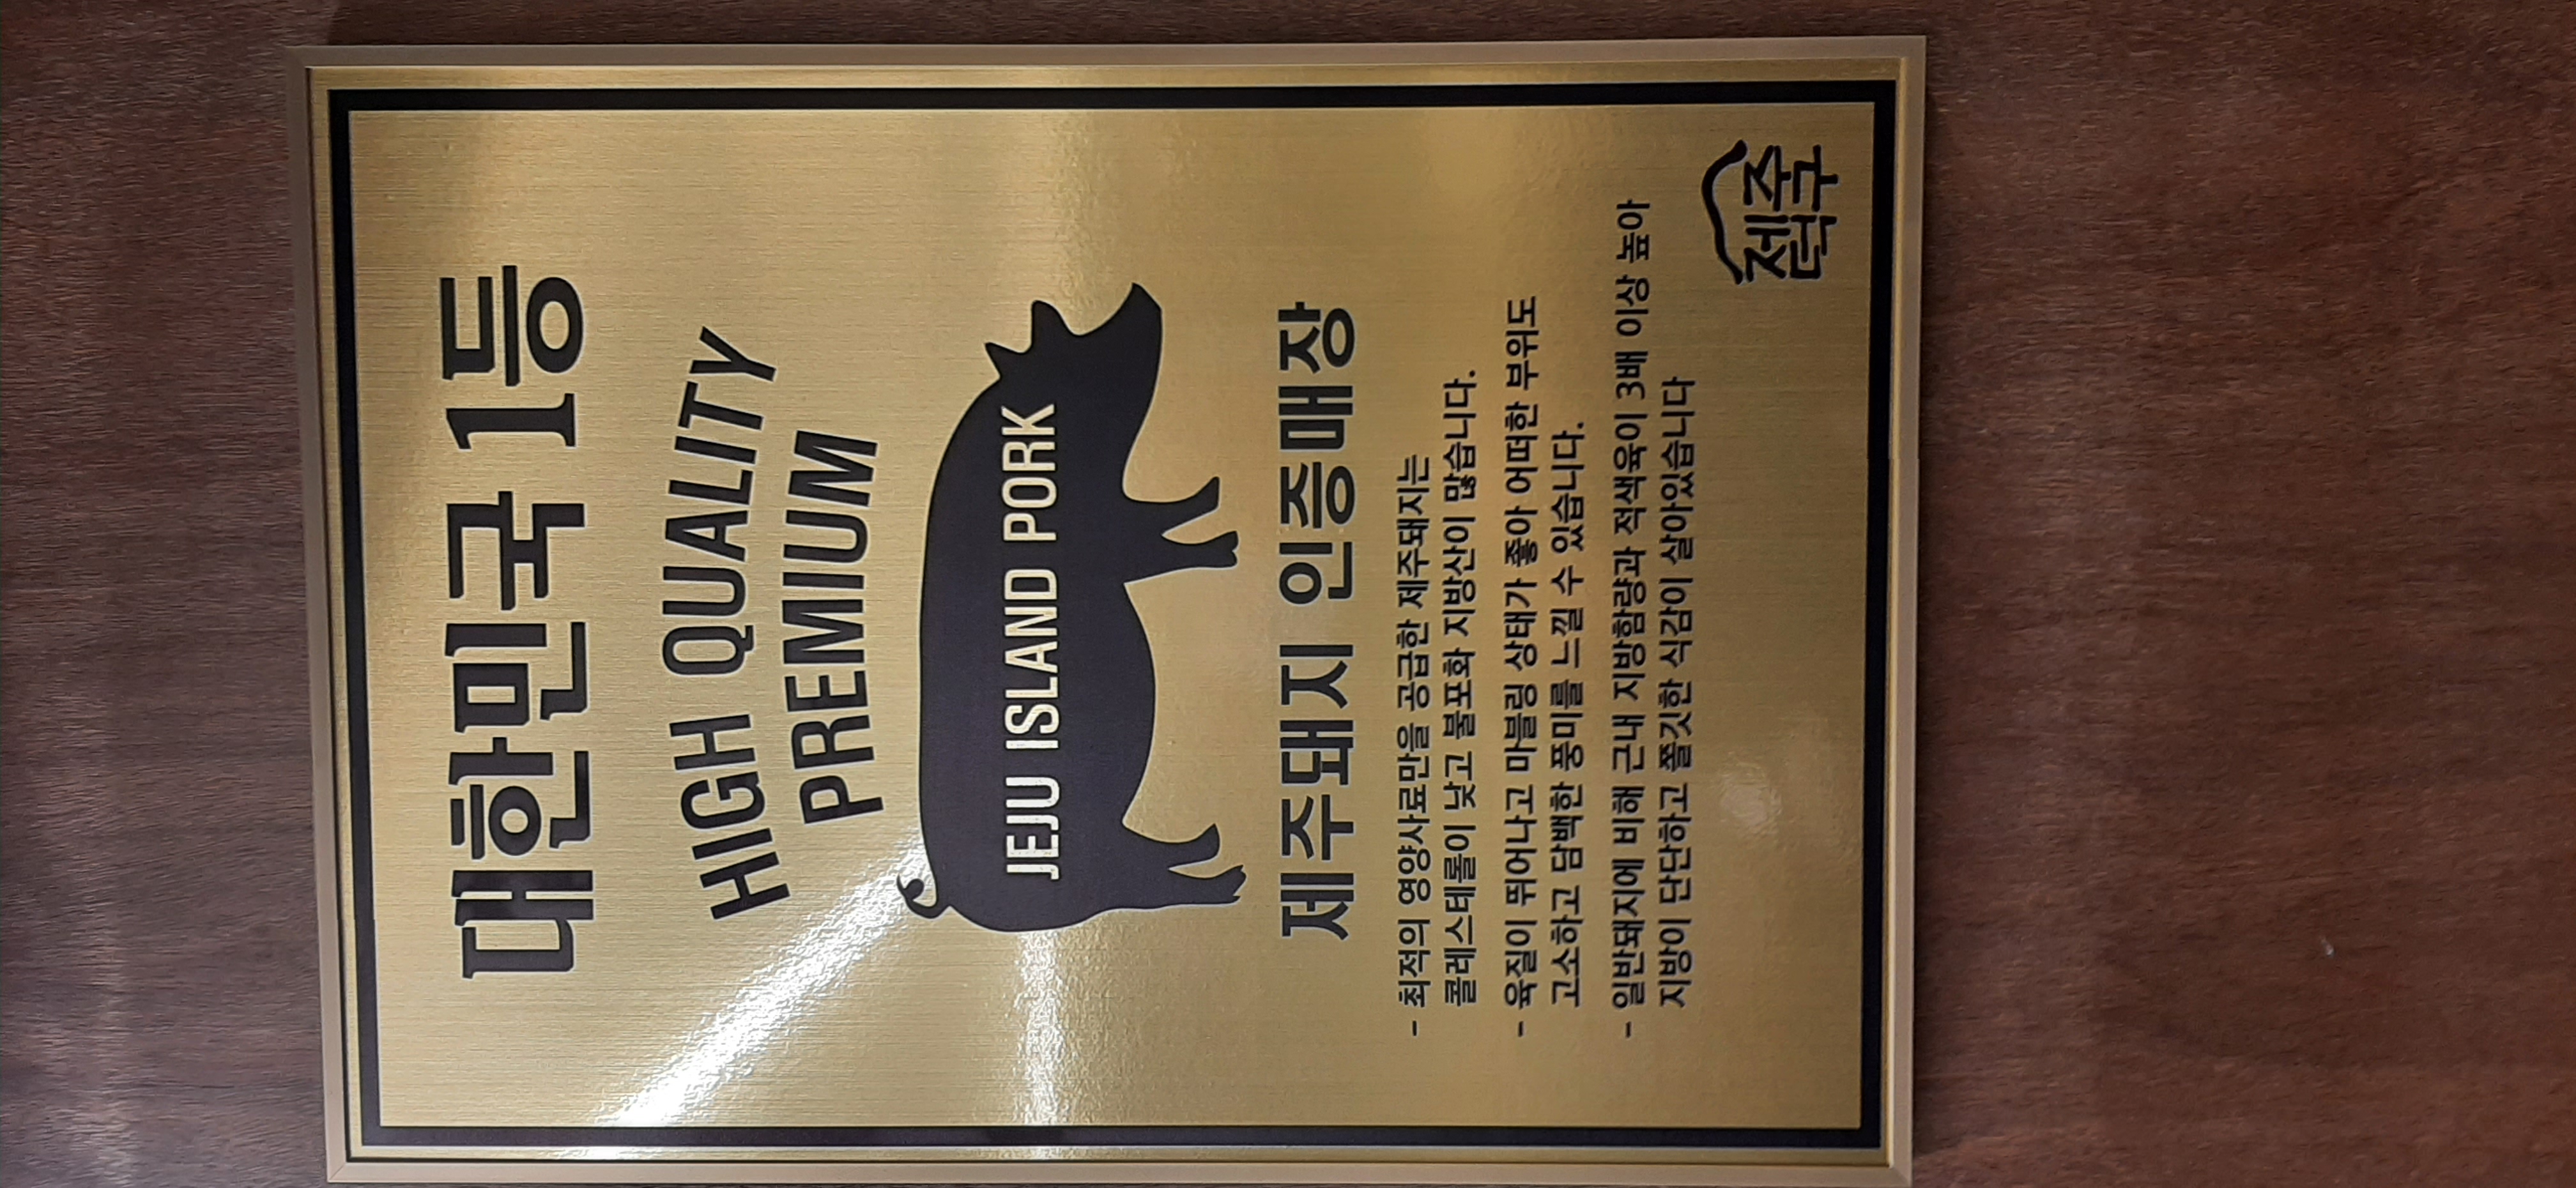 대한민국 1등
HIGH QUALITY
PREMIUM
JEJU ISLAND PORK
제주돼지 인증매장
- 최적의 영양사료만을 공급한 제주돼지는
콜레스테롤이 낮고 불포화 지방산이 많습니다.
- 육질이 뛰어나고 마블링 상태가 좋아 어떠한 부위도
고소하고 담백한 풍미를 느낄 수 있습니다.
- 일반돼지에 비해 근내 지방함량과 적색육이 3배 이상 높아
지방이 단단하고 쫄깃한 식감이 살아있습니다